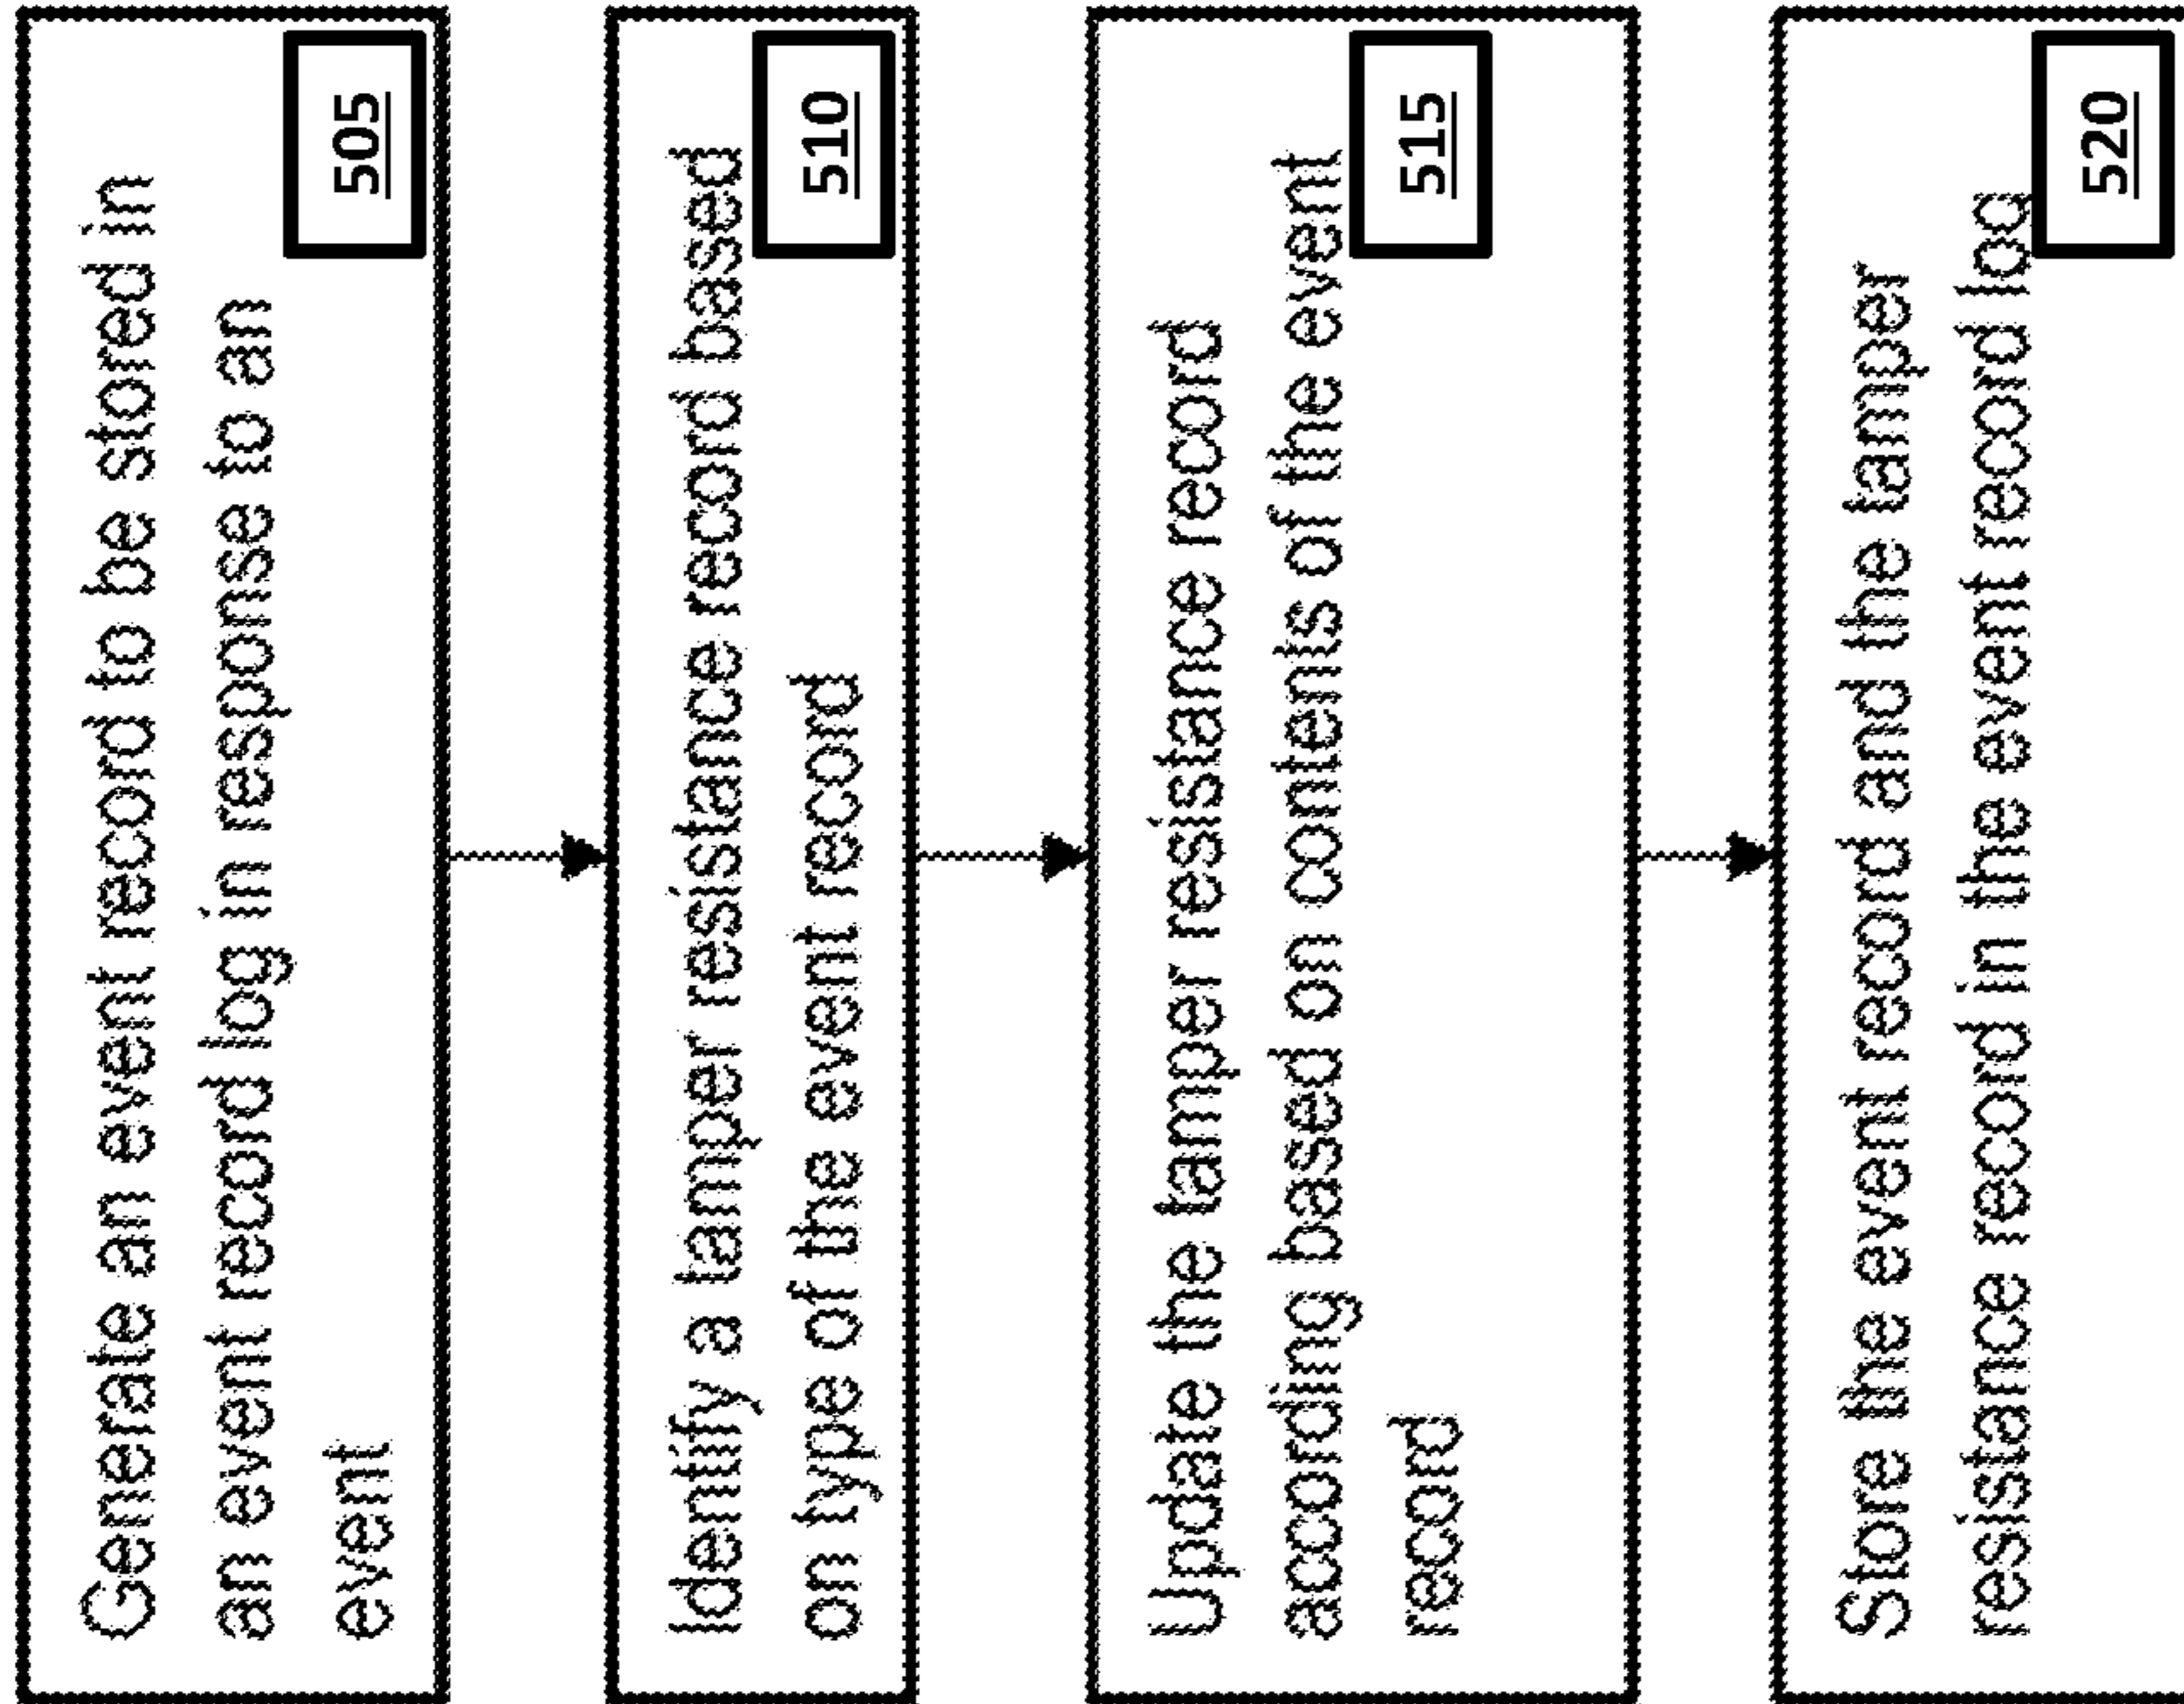 Generate an event record to be stored in
an event record log in response to an
event
505
Identify a tamper resistance record based
on type of the event record
510
Update the tamper resistance record
according based on contents of the event
record
515
Store the event record and the tamper
resistance record in the event record log
520